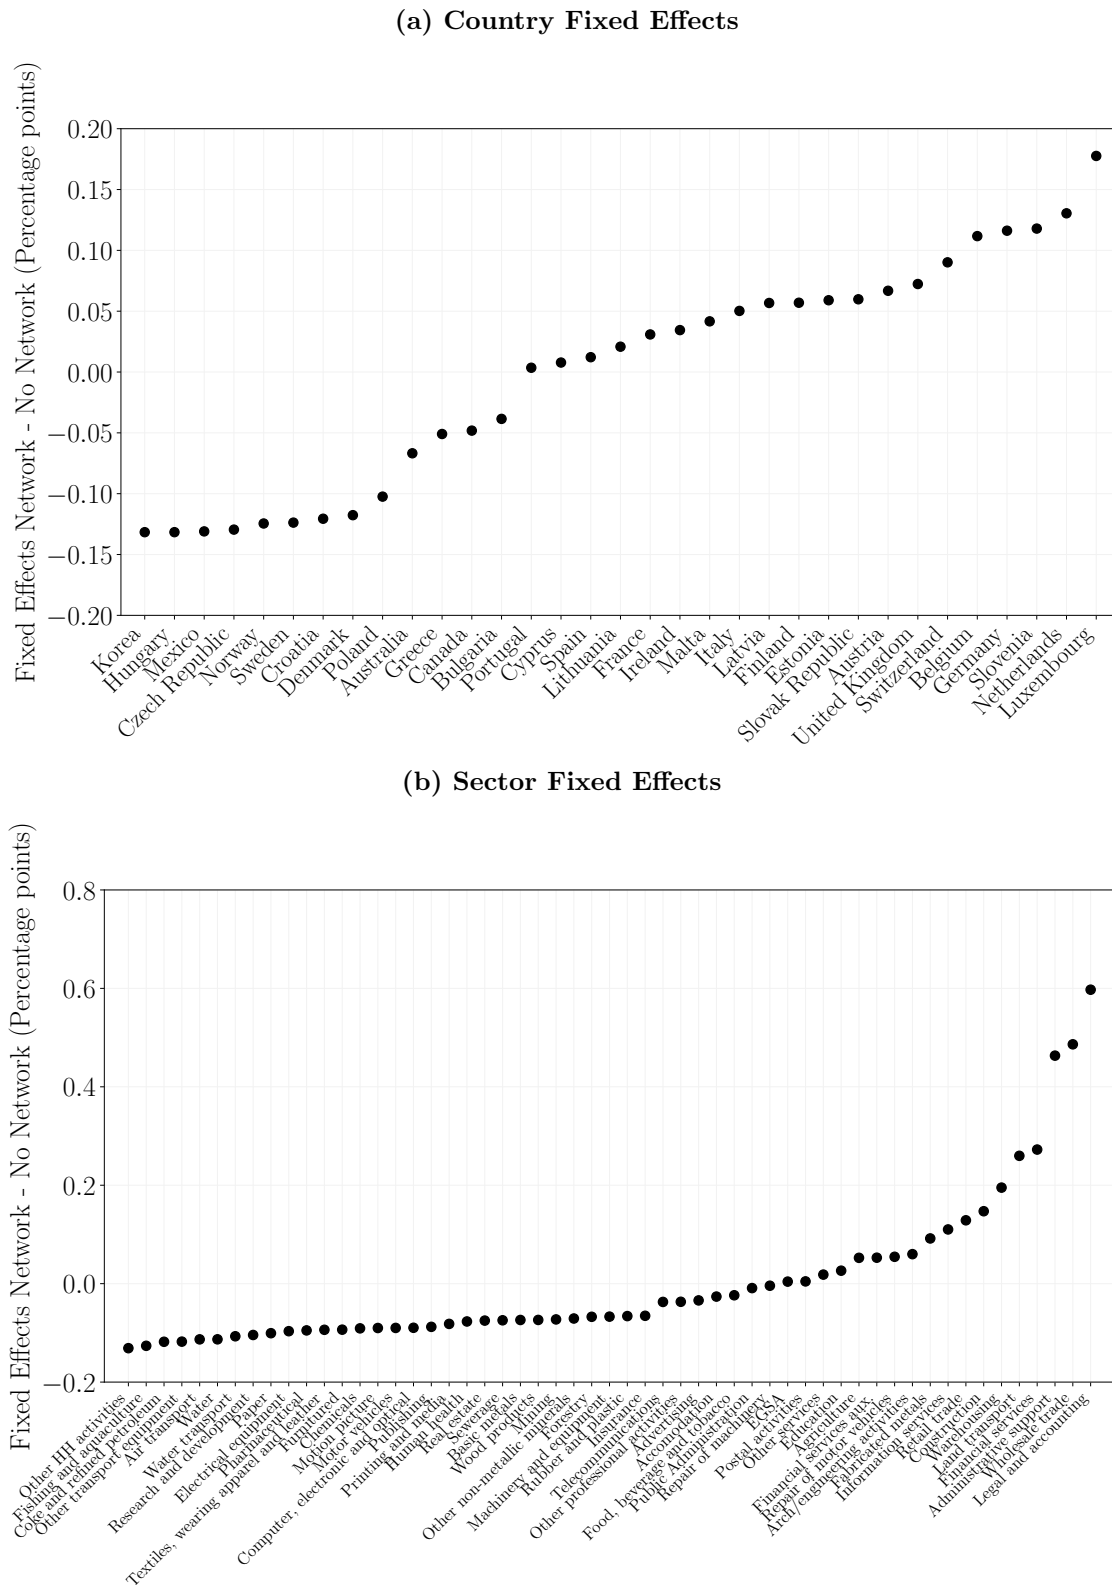 (a) Country Fixed Effects
Fixed Effects Network - No Network (Percentage points)
0.20
0.15
0.10
0.05
0.00
−0.05
−0.10
−0.15
−0.20
Korea
Hungary
Mexico
Czech Republic
Norway
Sweden
Croatia
Denmark
Poland
Australia
Greece
Canada
Bulgaria
Portugal
Cyprus
Spain
Lithuania
France
Ireland
Malta
Italy
Latvia
Finland
Estonia
Slovak Republic
Austria
United Kingdom
Switzerland
Belgium
Germany
Slovenia
Netherlands
Luxembourg
(b) Sector Fixed Effects
Fixed Effects Network - No Network (Percentage points)
0.8
0.6
0.4
0.2
0.0
−0.2
Other HH activities
Fishing and aquaculture
Coke and refined petroleum
Other transport equipment
Air transport
Water
Water transport
Research and development
Paper
Electrical equipment
Pharmaceutical
Textiles, wearing apparel and leather
Furnitured
Chemicals
Motion picture
Motor vehicles
Computer, electronic and optical
Publishing
Printing and media
Human health
Real estate
Sewerage
Basic metals
Wood products
Mining
Other non-metallic minerals
Forestry
Machinery and equipment
Rubber and plastic
Insurance
Telecommunications
Other professional activities
Advertising
Accomodation
Food, beverage and tobacco
Public Administration
Repair of machinery
EGSA
Postal activities
Other services
Education
Agriculture
Financial services aux.
Repair of motor vehicles
Arch/engineering activities
Fabricated metals
Information services
Retail trade
Construction
Warehousing
Land transport
Financial services
Administrative support
Wholesale trade
Legal and accounting